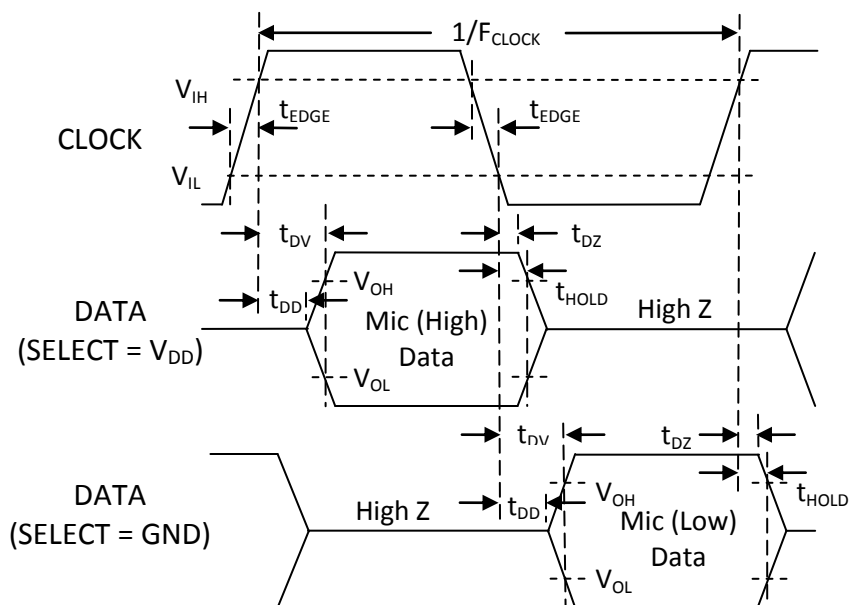 1/FCLOCK
VIH
tEDGE
tEDGE
CLOCK
VIL
tDV
tDZ
VOH
tDD
tHOLD
DATA
(SELECT = VDD)
Mic (High)
Data
High Z
VOL
tDV
tDZ
DATA
(SELECT = GND)
High Z
tDD
VOH
tHOLD
Mic (Low)
Data
VOL